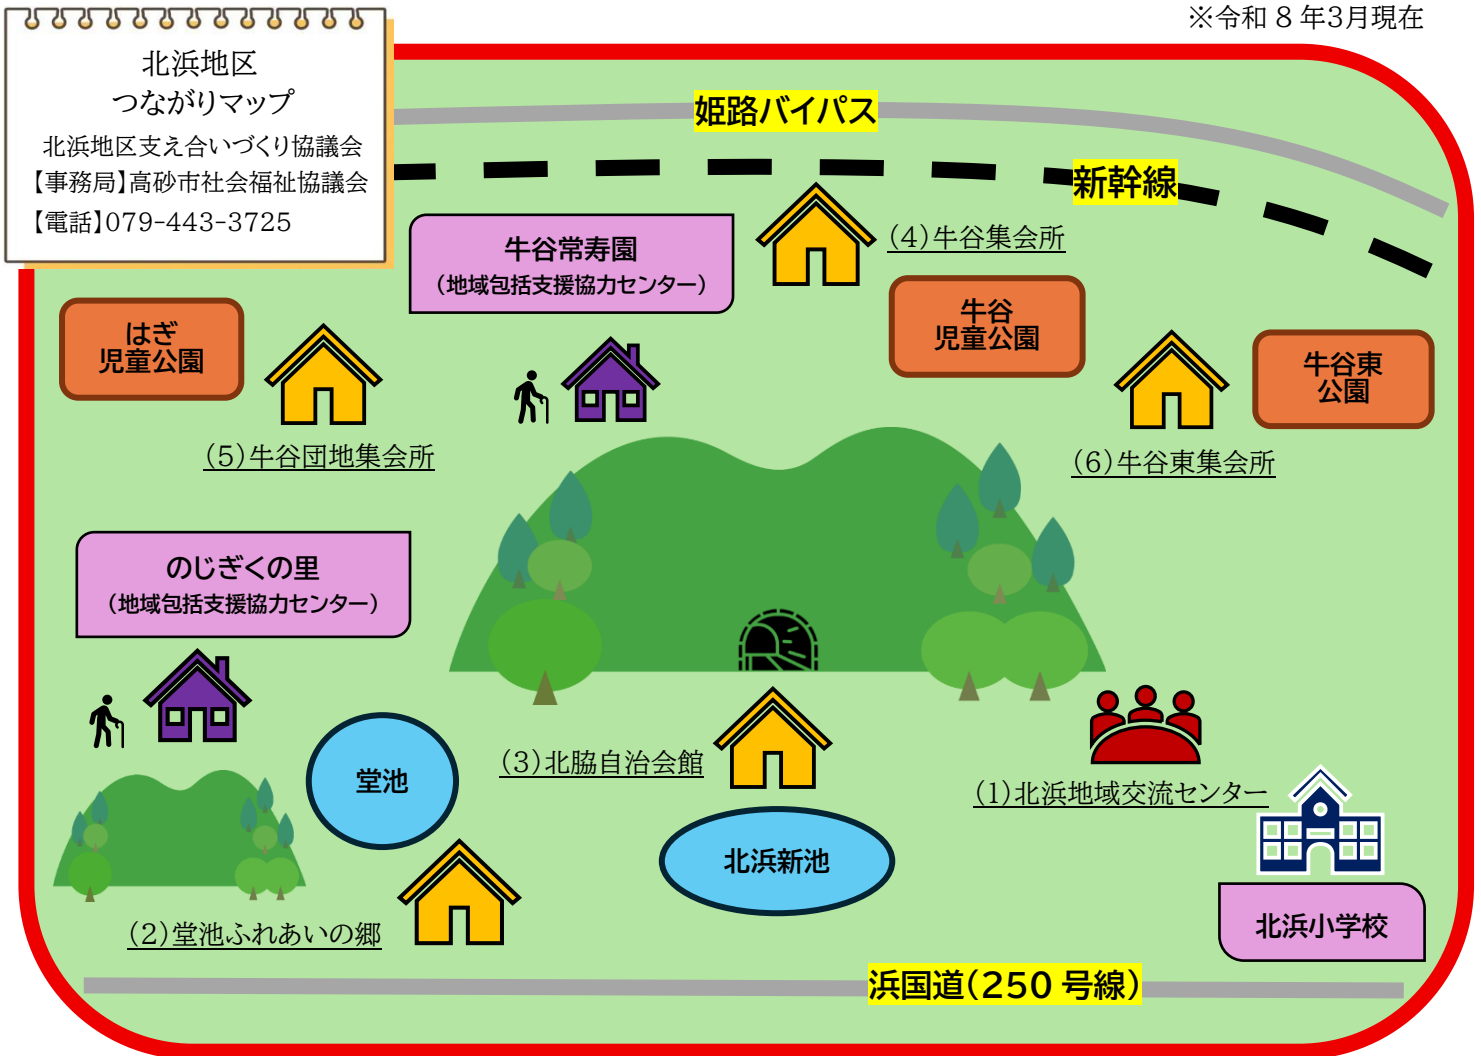 ※令和8年3月現在
北浜地区
つながりマップ
北浜地区支え合いづくり協議会
【事務局】高砂市社会福祉協議会
【電話】079-443-3725
姫路バイパス
新幹線
牛谷常寿園
（地域包括支援協力センター）
(4)牛谷集会所
はぎ
児童公園
牛谷
児童公園
牛谷東
公園
(5)牛谷団地集会所
(6)牛谷東集会所
のじぎくの里
（地域包括支援協力センター）
堂池
(3)北脇自治会館
(1)北浜地域交流センター
北浜新池
(2)堂池ふれあいの郷
北浜小学校
浜国道(250号線)